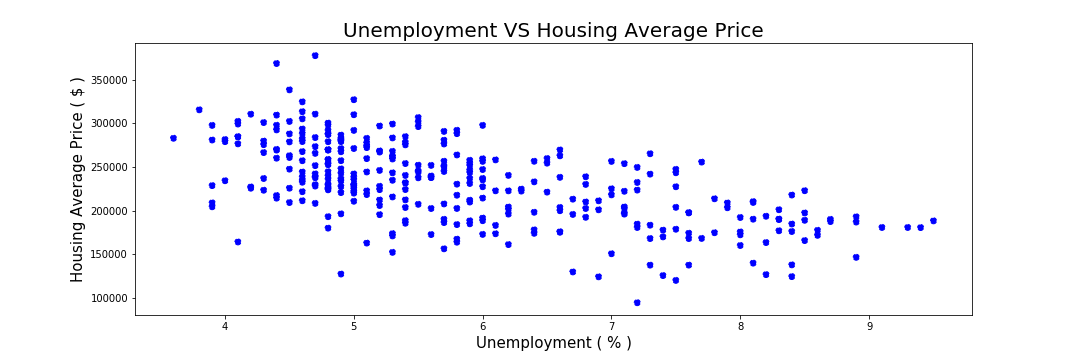 Unemployment VS Housing Average Price
Housing Average Price ( $ )
350000
300000
250000
200000
150000
100000
4 5 6 7 8 9
Unemployment ( % )